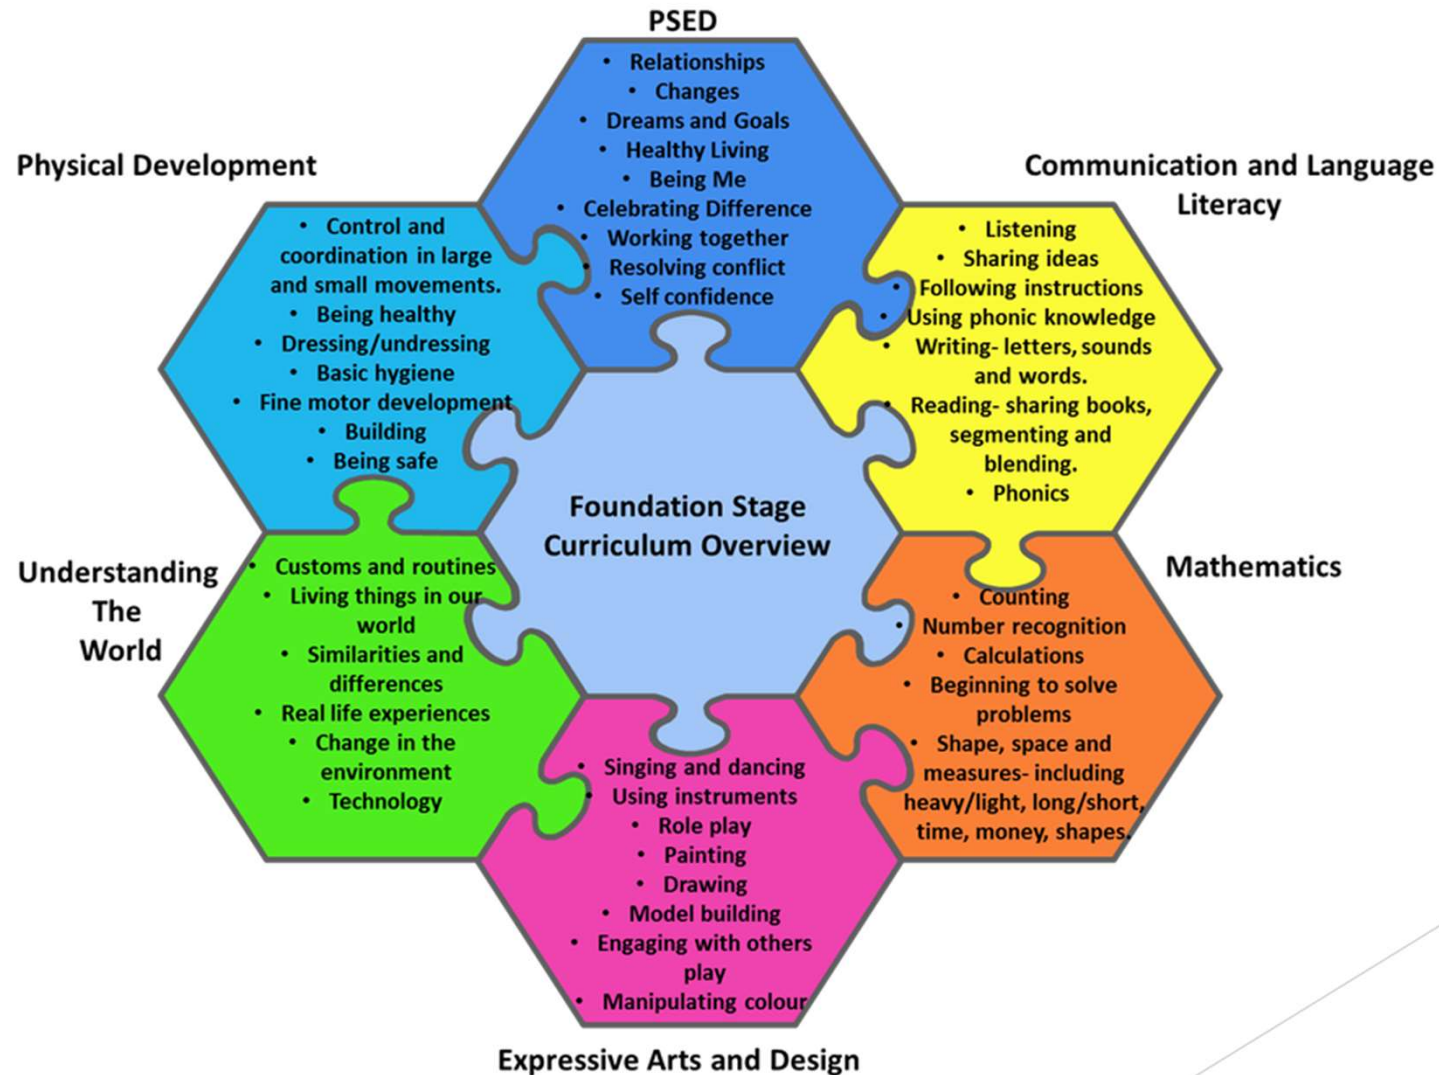 PSED
• Relationships
• Changes
• Dreams and Goals
• Healthy Living
• Being Me
• Celebrating Difference
• Working together
• Resolving conflict
• Self confidence
Physical Development
• Control and
coordination in large
and small movements.
• Being healthy
• Dressing/undressing
• Basic hygiene
• Fine motor development
• Building
• Being safe
Communication and Language
Literacy
• Listening
• Sharing ideas
• Following instructions
• Using phonic knowledge
• Writing- letters, sounds
and words.
• Reading- sharing books,
segmenting and
blending.
• Phonics
Foundation Stage
Curriculum Overview
Understanding
The
World
• Customs and routines
• Living things in our
world
• Similarities and
differences
• Real life experiences
• Change in the
environment
• Technology
Mathematics
• Counting
• Number recognition
• Calculations
• Beginning to solve
problems
• Shape, space and
measures- including
heavy/light, long/short,
time, money, shapes.
• Singing and dancing
• Using instruments
• Role play
• Painting
• Drawing
• Model building
• Engaging with others
play
• Manipulating colour
Expressive Arts and Design